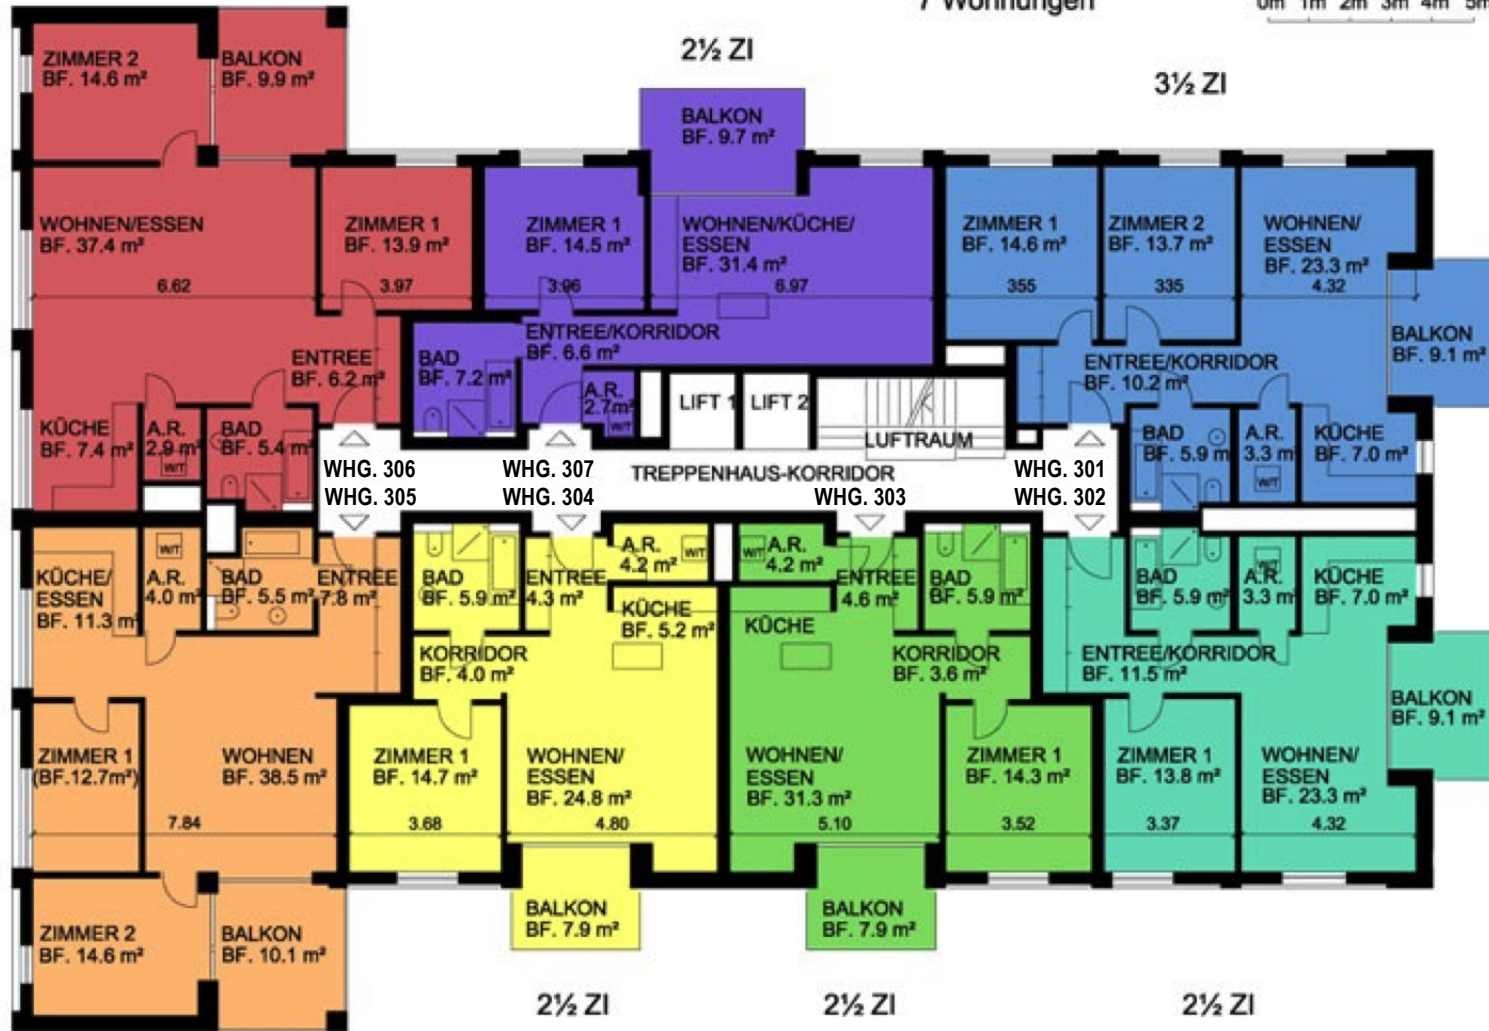 7 Wohnungen
0m 1m 2m 3m 4m 5m
2½ ZI
3½ ZI
ZIMMER 2
BF. 14.6 m²
BALKON
BF. 9.9 m²
WOHNEN/ESSEN
BF. 37.4 m²
6.62
ZIMMER 1
BF. 13.9 m²
3.97
ENTREE
BF. 6.2 m²
KÜCHE
BF. 7.4 m²
A.R.
2.9 m²
W/T
BAD
BF. 5.4 m²
BALKON
BF. 9.7 m²
ZIMMER 1
BF. 14.5 m²
3.96
WOHNEN/KÜCHE/
ESSEN
BF. 31.4 m²
6.97
ENTREE/KORRIDOR
BF. 6.6 m²
BAD
BF. 7.2 m²
A.R.
2.7m²
W/T
LIFT 1
LIFT 2
LUFTRAUM
TREPPENHAUS-KORRIDOR
ZIMMER 1
BF. 14.6 m²
355
ZIMMER 2
BF. 13.7 m²
335
WOHNEN/
ESSEN
BF. 23.3 m²
4.32
BALKON
BF. 9.1 m²
ENTREE/KORRIDOR
BF. 10.2 m²
BAD
BF. 5.9 m
A.R.
3.3 m²
W/T
KÜCHE
BF. 7.0 m²
WHG. 306
WHG. 305
WHG. 307
WHG. 304
WHG. 303
WHG. 301
WHG. 302
KÜCHE/
ESSEN
BF. 11.3 m²
A.R.
4.0 m²
W/T
BAD
BF. 5.5 m²
ENTREE
7.8 m²
ZIMMER 1
(BF.12.7m²)
WOHNEN
BF. 38.5 m²
7.84
ZIMMER 2
BF. 14.6 m²
BALKON
BF. 10.1 m²
BAD
BF. 5.9 m²
ENTREE
4.3 m²
A.R.
4.2 m²
W/T
KÜCHE
BF. 5.2 m²
KORRIDOR
BF. 4.0 m²
ZIMMER 1
BF. 14.7 m²
3.68
WOHNEN/
ESSEN
BF. 24.8 m²
4.80
BALKON
BF. 7.9 m²
W/T
A.R.
4.2 m²
ENTREE
4.6 m²
BAD
BF. 5.9 m²
KÜCHE
KORRIDOR
BF. 3.6 m²
WOHNEN/
ESSEN
BF. 31.3 m²
5.10
ZIMMER 1
BF. 14.3 m²
3.52
BALKON
BF. 7.9 m²
BAD
BF. 5.9 m²
A.R.
3.3 m²
W/T
KÜCHE
BF. 7.0 m²
ENTREE/KORRIDOR
BF. 11.5 m²
ZIMMER 1
BF. 13.8 m²
3.37
WOHNEN/
ESSEN
BF. 23.3 m²
4.32
BALKON
BF. 9.1 m²
2½ ZI
2½ ZI
2½ ZI